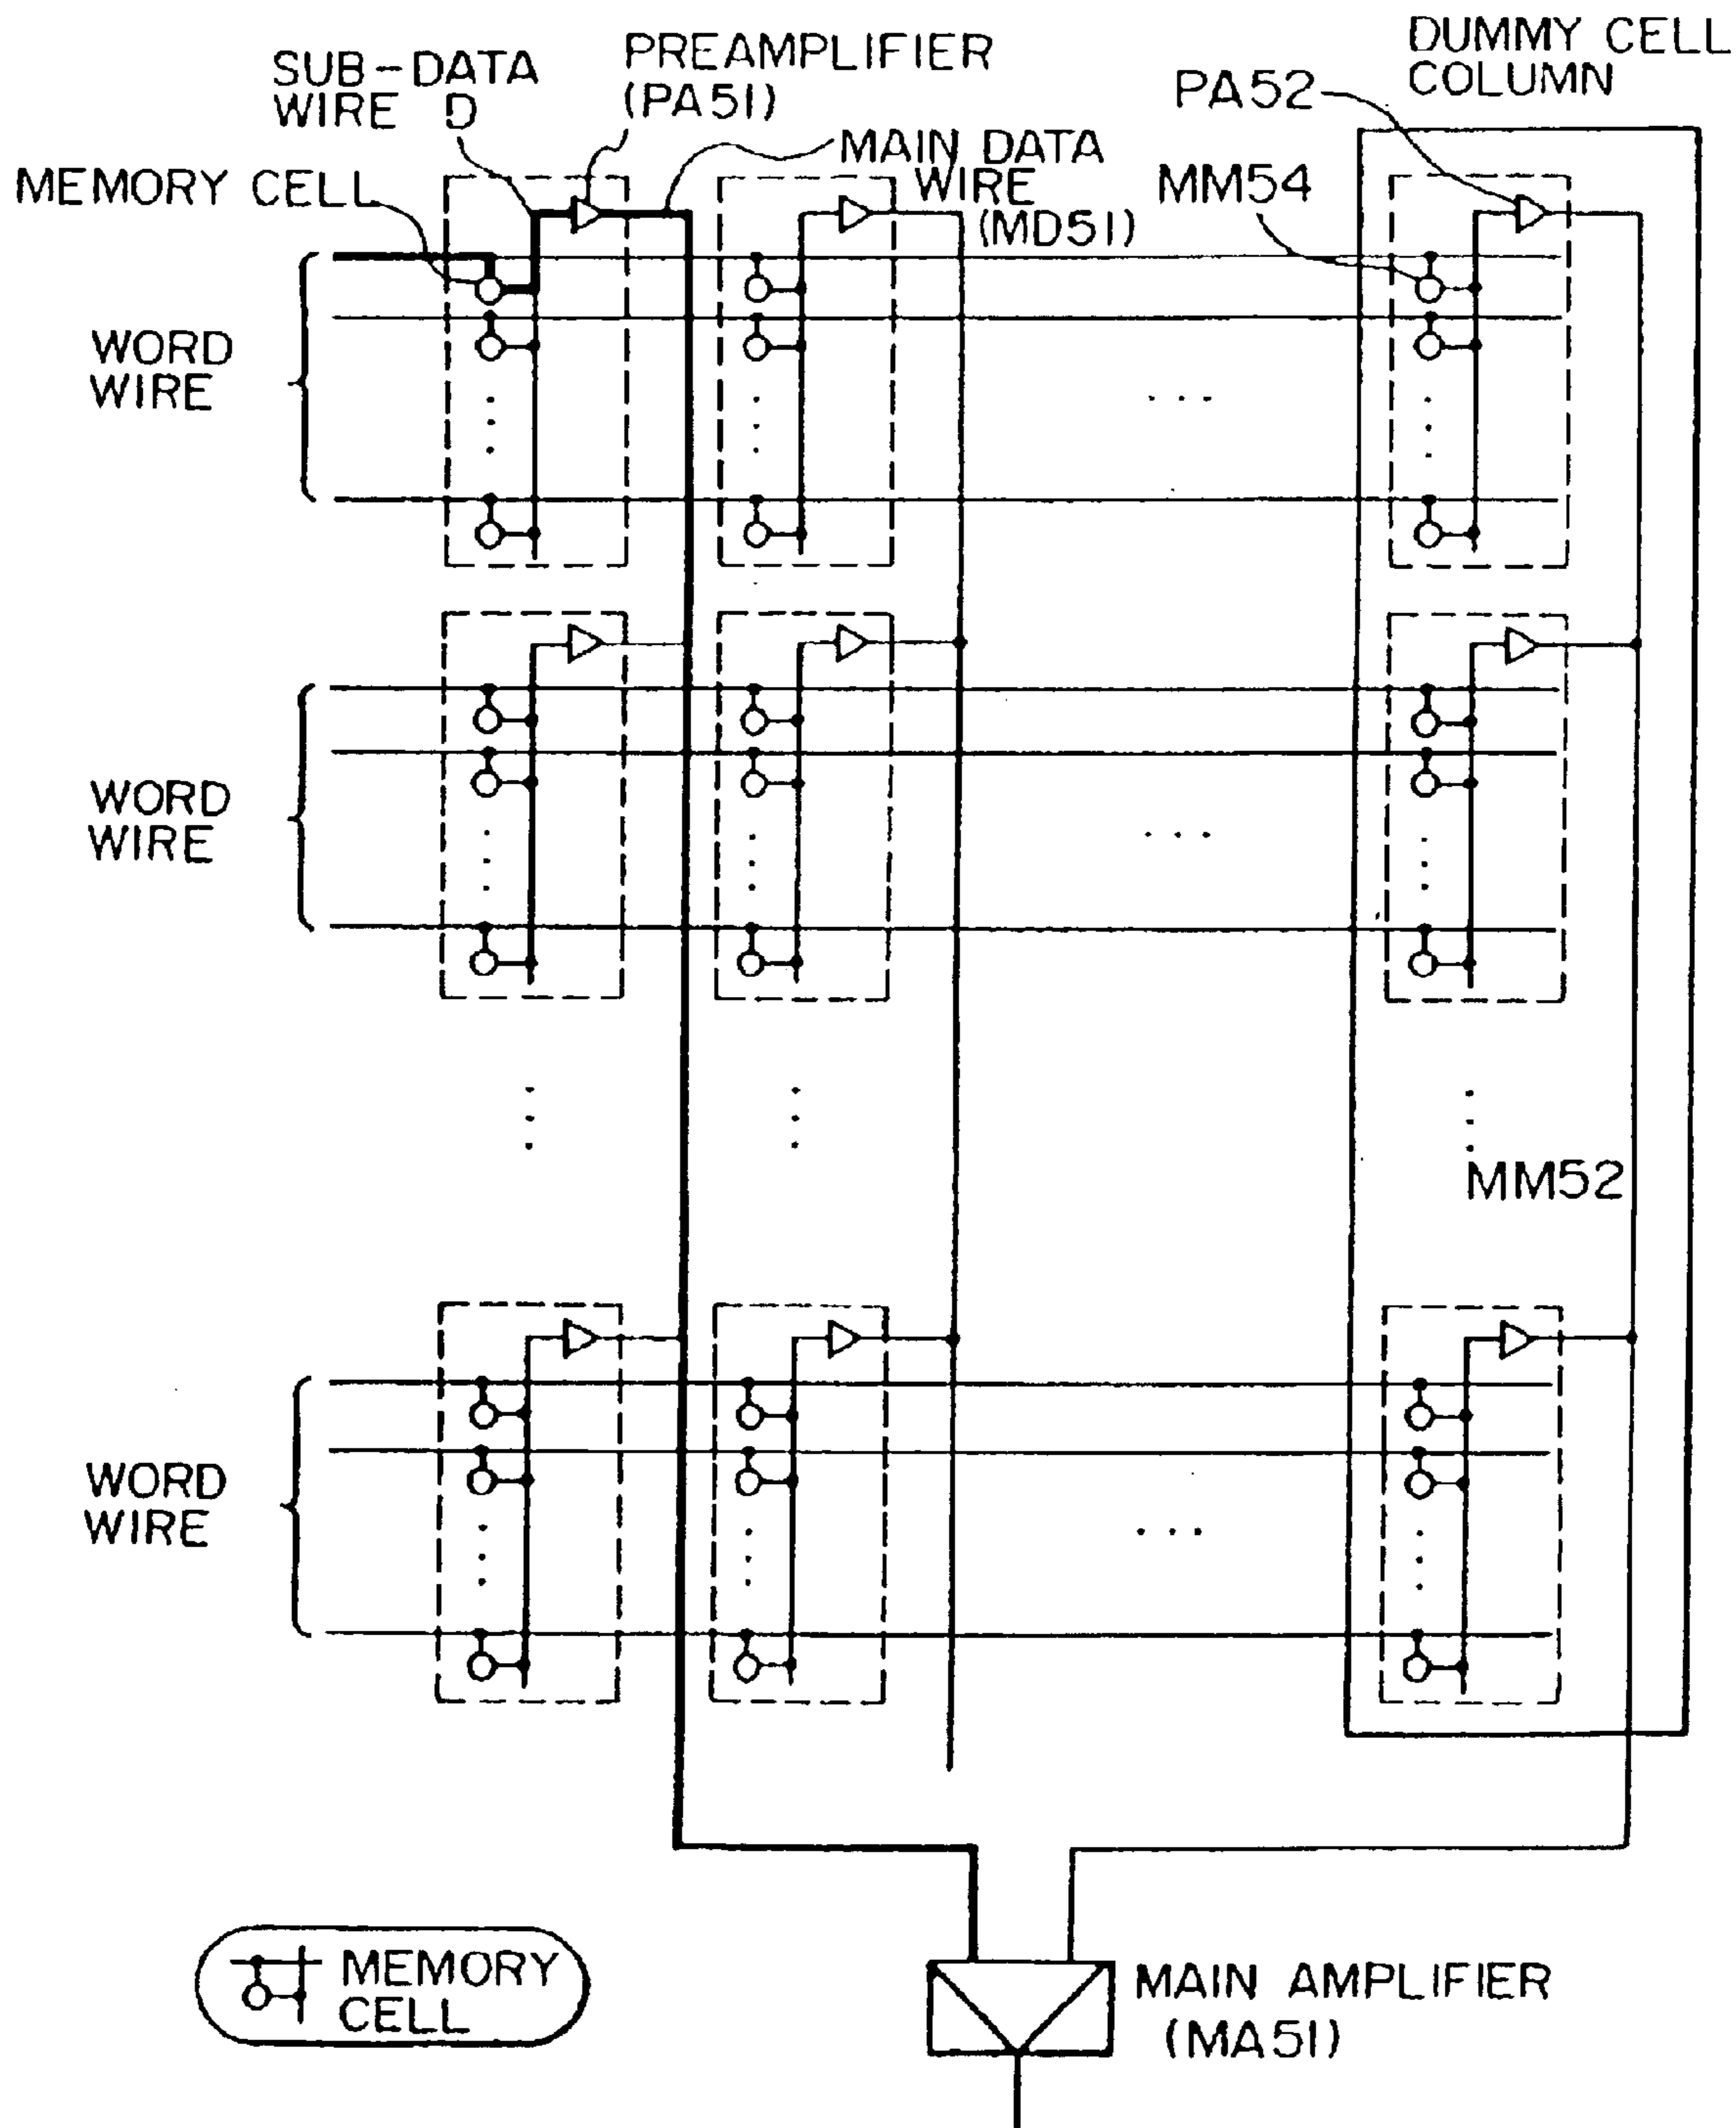 SUB-DATA
WIRE D
PREAMPLIFIER
(PA51)
DUMMY CELL
COLUMN
PA52
MEMORY CELL
MAIN DATA
WIRE
(MD51)
MM54
WORD
WIRE
WORD
WIRE
MM52
WORD
WIRE
MEMORY
CELL
MAIN AMPLIFIER
(MA51)